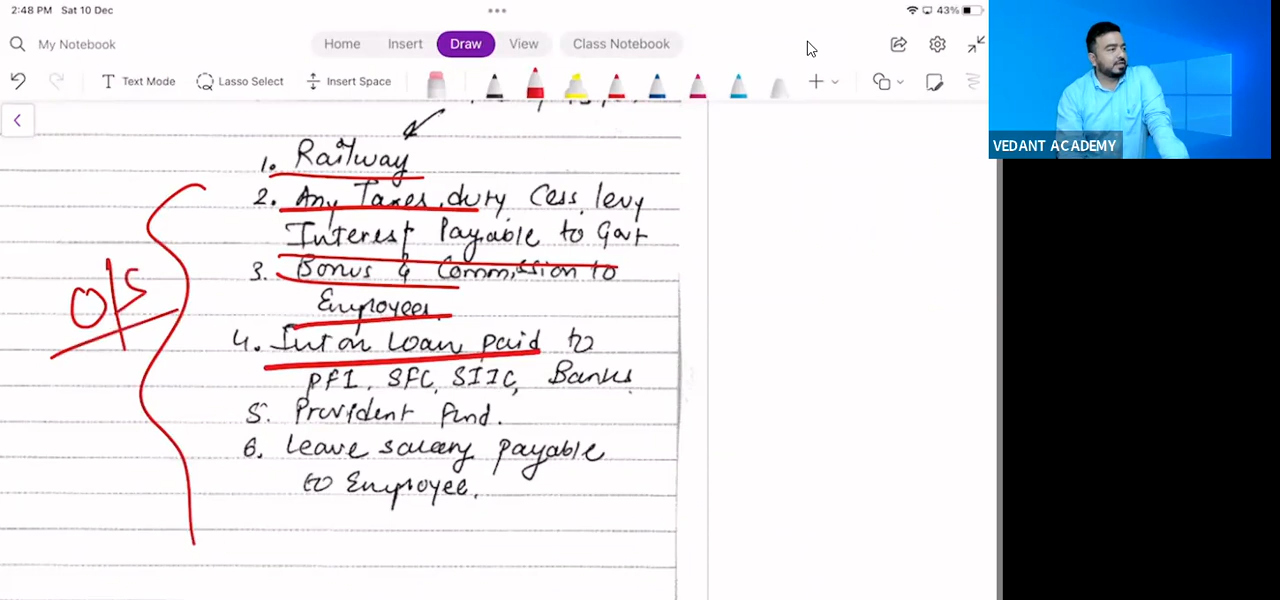 2:48 PM Sat 10 Dec
43%
My Notebook
Home Insert Draw View Class Notebook
Text Mode Lasso Select Insert Space
VEDANT ACADEMY
1. Railway
2. Any Taxes, duty Cess, levy
Interest Payable to Govt
3. Bonus & Commission to
Employees.
4. Int on Loan paid to
PFI, SFC, SIIC, Banks.
5. Provident Fund.
6. Leave salary payable
to Employee.
O/S